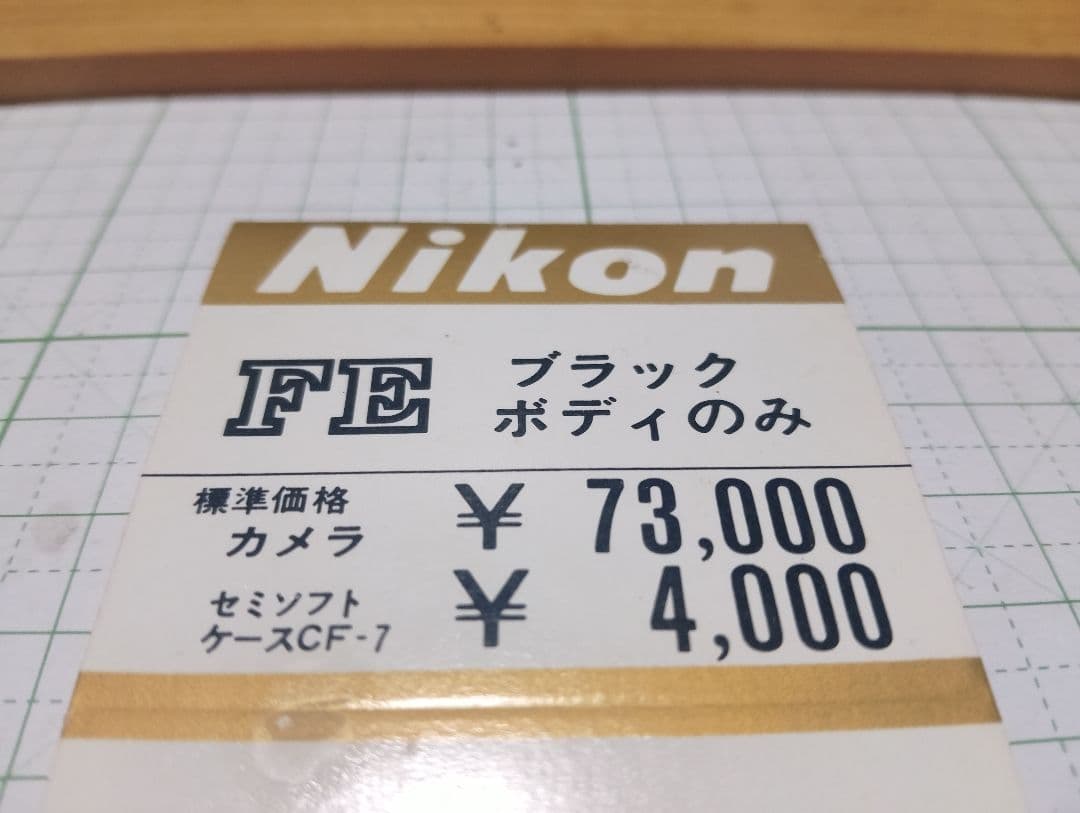 Nikon
FE ブラック
ボディのみ
標準価格
カメラ ¥ 73,000
セミソフト
ケースCF-7 ¥ 4,000